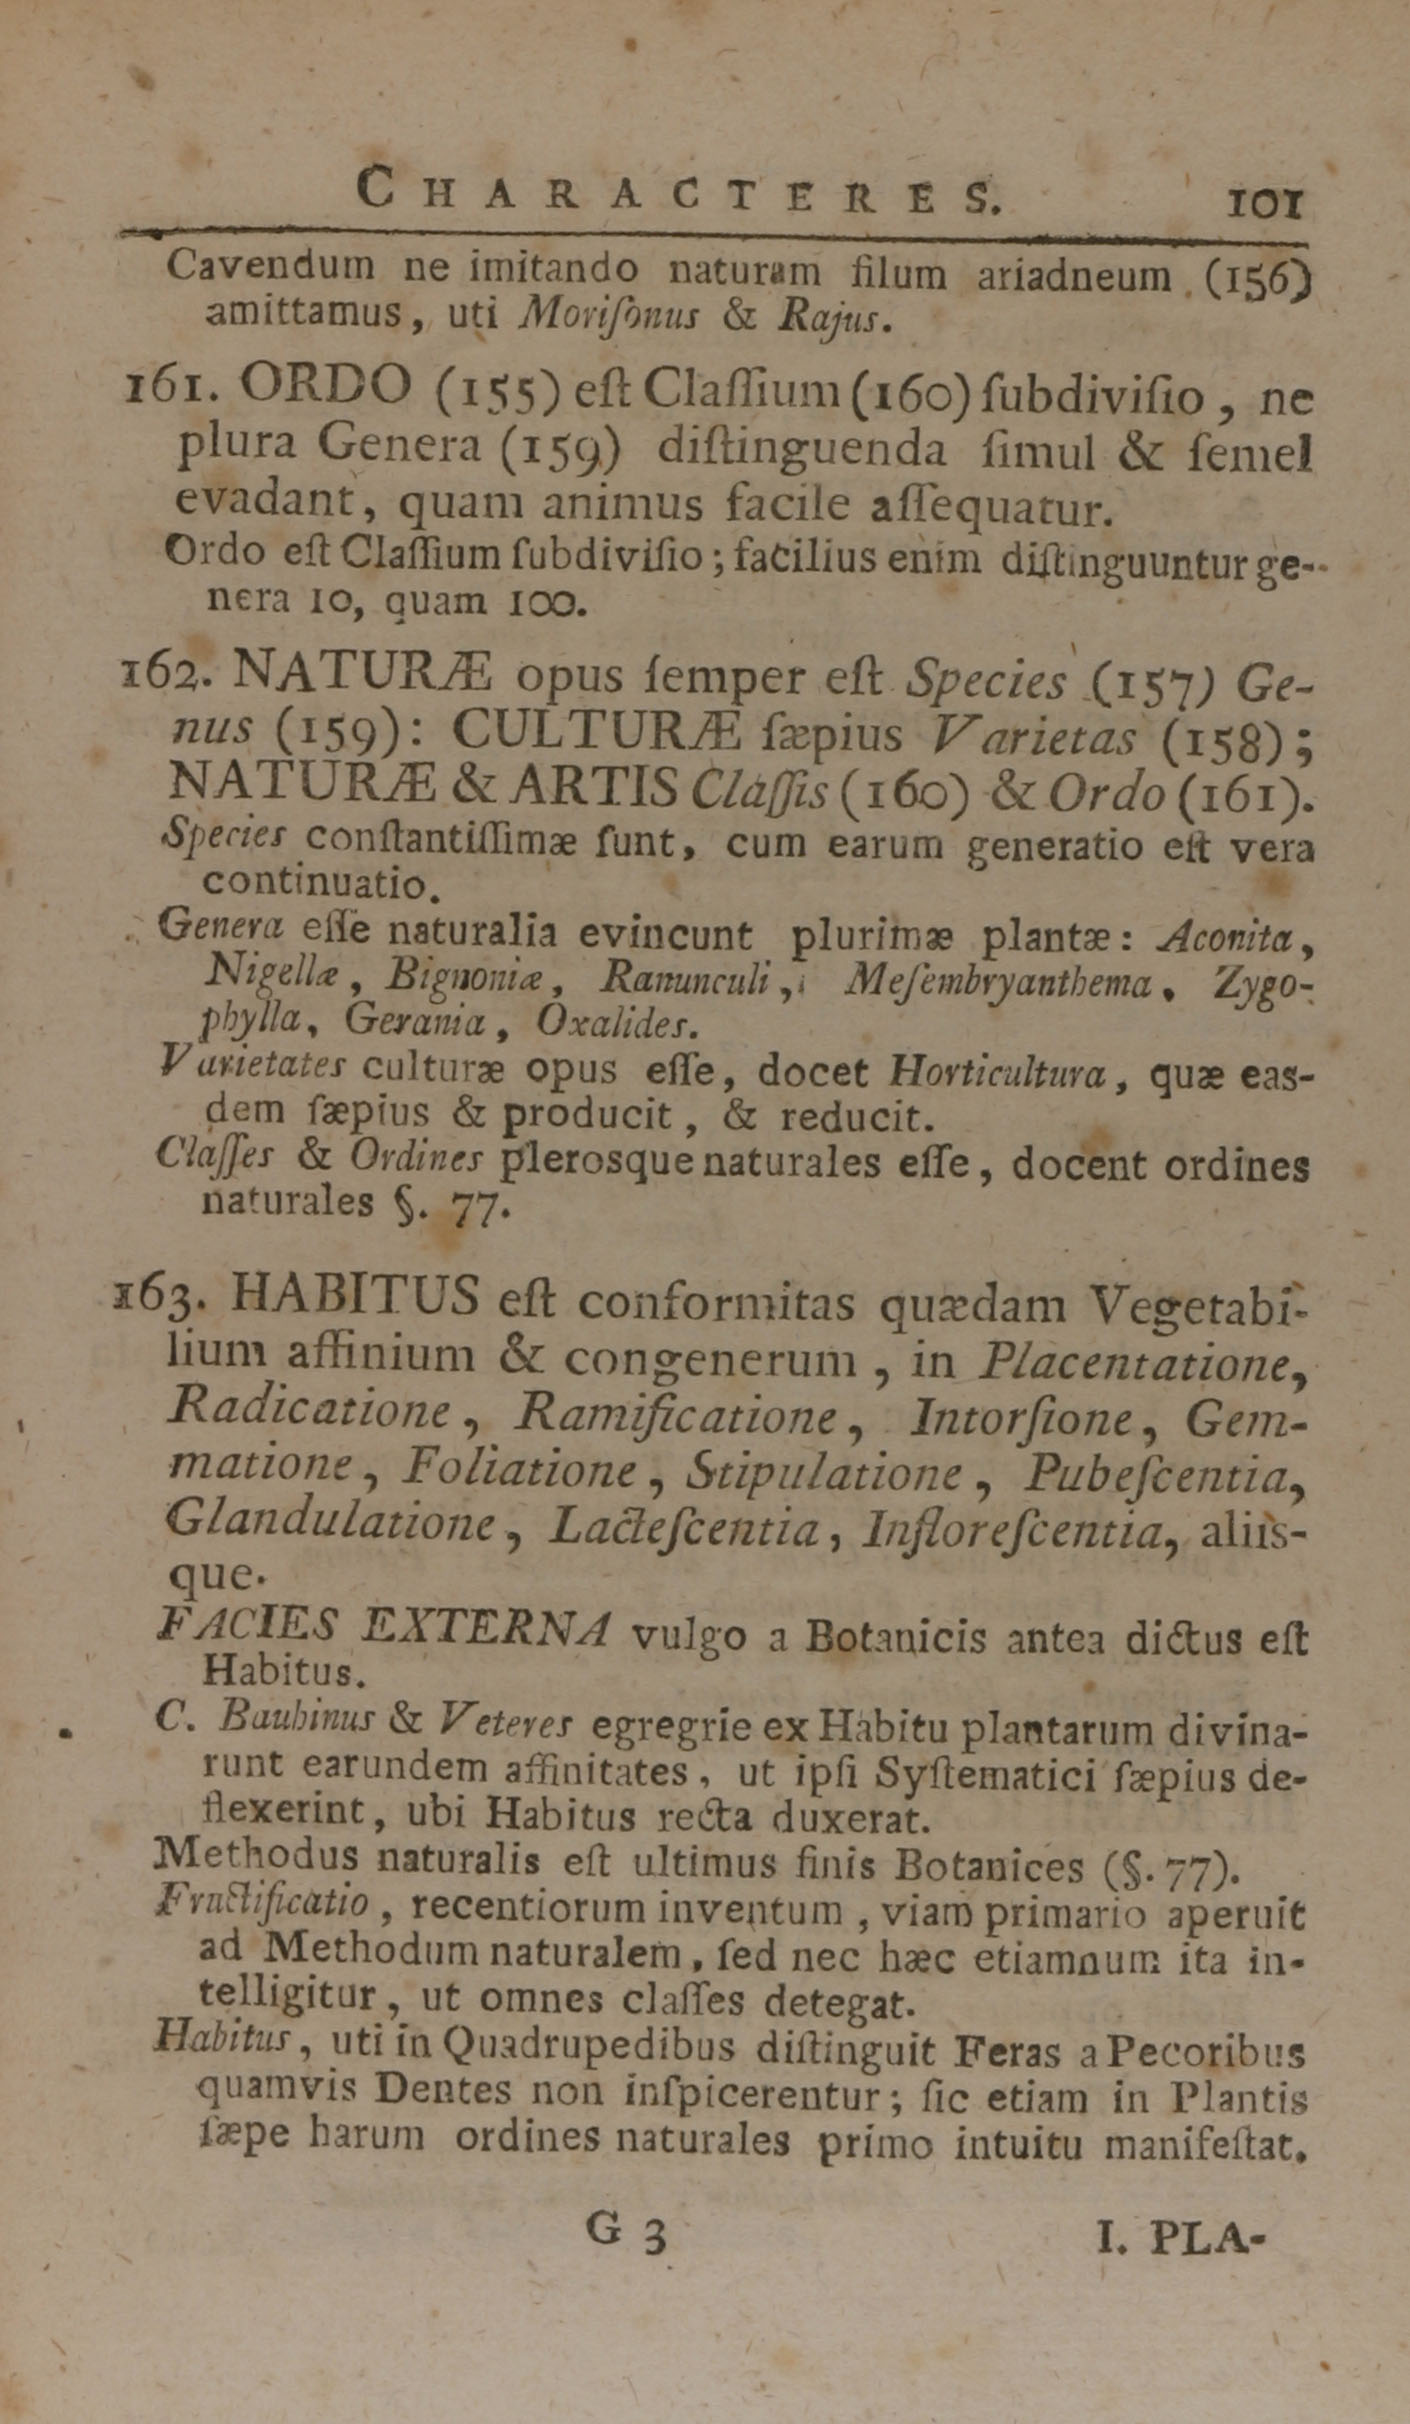 CHARACTERES. 101
Cavendum ne imitando naturam filum ariadneum (156)
amittamus, uti Moriſonus & Rajus.
161. ORDO (155) eſt Claſſium (160) ſubdiviſio, ne
plura Genera (159) diſtinguenda ſimul & ſemel
evadant, quam animus facile aſſequatur.
Ordo eſt Claſſium ſubdiviſio; facilius enim diſtinguuntur ge-
nera 10, quam 100.
162. NATURÆ opus ſemper eſt Species (157) Ge-
nus (159): CULTURÆ ſæpius Varietas (158);
NATURÆ & ARTIS Claſſis (160) & Ordo (161).
Species conſtantiſſimæ ſunt, cum earum generatio eſt vera
continuatio.
Genera eſſe naturalia evincunt plurimæ plantæ: Aconita,
Nigellæ, Bignoniæ, Ranunculi, Meſembryanthema, Zygo-
phylla, Gerania, Oxalides.
Varietates culturæ opus eſſe, docet Horticultura, quæ eas-
dem ſæpius & producit, & reducit.
Claſſes & Ordines plerosque naturales eſſe, docent ordines
naturales §. 77.
163. HABITUS eſt conformitas quædam Vegetabi-
lium affinium & congenerum, in Placentatione,
Radicatione, Ramificatione, Intorſione, Gem-
matione, Foliatione, Stipulatione, Pubeſcentia,
Glandulatione, Lacteſcentia, Infloreſcentia, aliis-
que.
FACIES EXTERNA vulgo a Botanicis antea dictus eſt
Habitus.
C. Bauhinus & Veteres egregrie ex Habitu plantarum divina-
runt earundem affinitates, ut ipſi Syſtematici ſæpius de-
flexerint, ubi Habitus recta duxerat.
Methodus naturalis eſt ultimus finis Botanices (§. 77).
Fructificatio, recentiorum inventum, viam primario aperuit
ad Methodum naturalem, ſed nec hæc etiamnum ita in-
telligitur, ut omnes claſſes detegat.
Habitus, uti in Quadrupedibus diſtinguit Feras a Pecoribus
quamvis Dentes non inſpicerentur; ſic etiam in Plantis
ſæpe harum ordines naturales primo intuitu manifeſtat.
G 3 I. PLA-